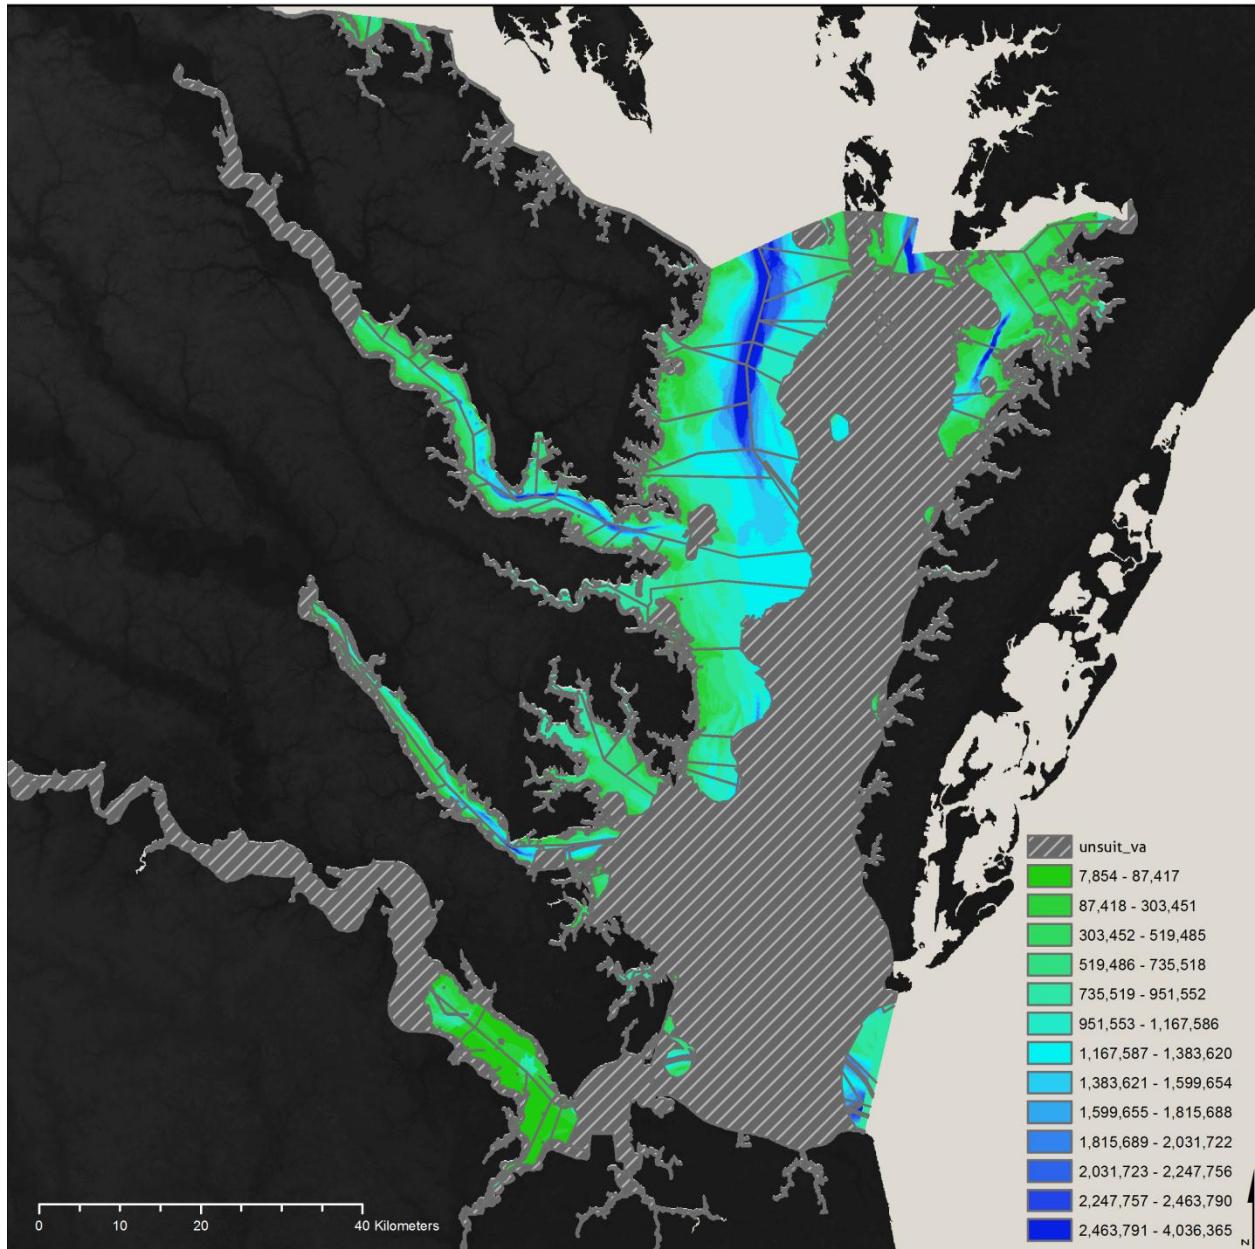 unsuit_va
7,854 - 87,417
87,418 - 303,451
303,452 - 519,485
519,486 - 735,518
735,519 - 951,552
951,553 - 1,167,586
1,167,587 - 1,383,620
1,383,621 - 1,599,654
1,599,655 - 1,815,688
1,815,689 - 2,031,722
2,031,723 - 2,247,756
2,247,757 - 2,463,790
2,463,791 - 4,036,365
0 10 20 40 Kilometers
N